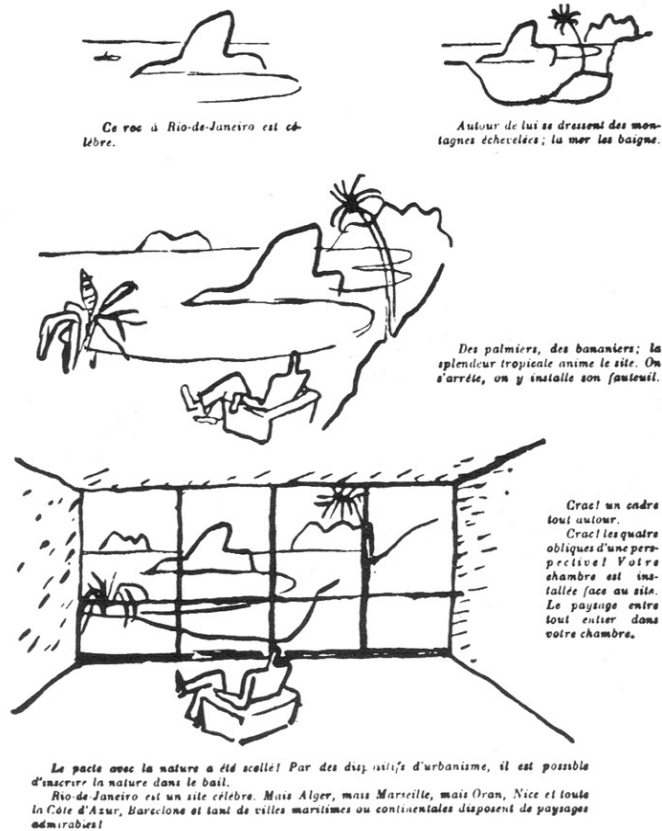 Ce roc à Rio-de-Janeiro est cé-
lèbre.
Autour de lui se dressent des mon-
tagnes échevelées ; la mer les baigne.
Des palmiers, des bananiers ; la
splendeur tropicale anime le site. On
s'arrête, on y installe son fauteuil.
Crac! un cadre
tout autour.
Crac! les quatre
obliques d'une pers-
pective! Votre
chambre est ins-
tallée face au site.
Le paysage entre
tout entier dans
votre chambre.
Le pacte avec la nature a été scellé! Par des dispositifs d'urbanisme, il est possible
d'inscrire la nature dans le bail.
Rio-de-Janeiro est un site célèbre. Mais Alger, mais Marseille, mais Oran, Nice et toute
la Côte d'Azur, Barcelone et tant de villes maritimes ou continentales disposent de paysages
admirables!